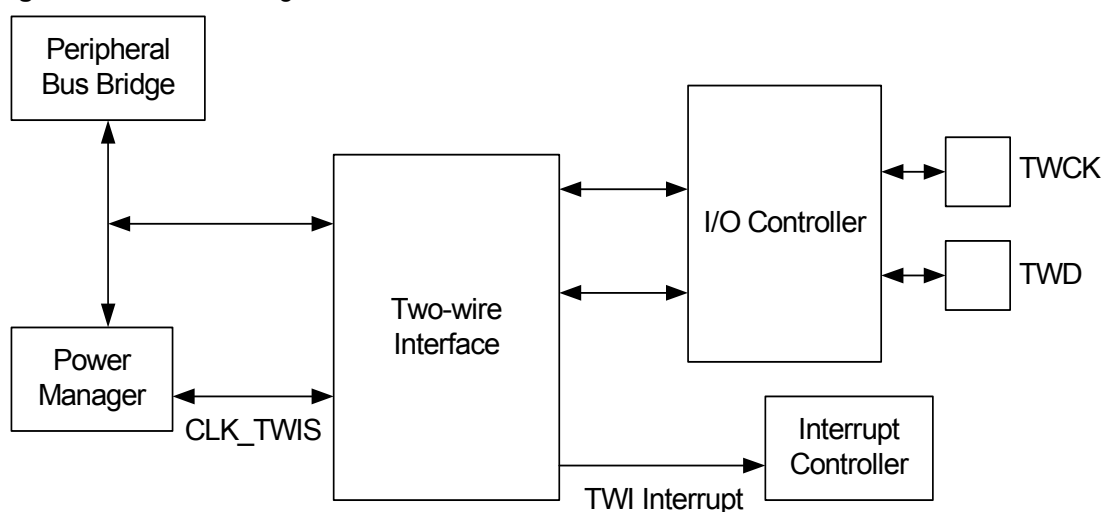 Peripheral
Bus Bridge
TWCK
I/O Controller
TWD
Two-wire
Interface
Power
Manager
CLK_TWIS
Interrupt
Controller
TWI Interrupt